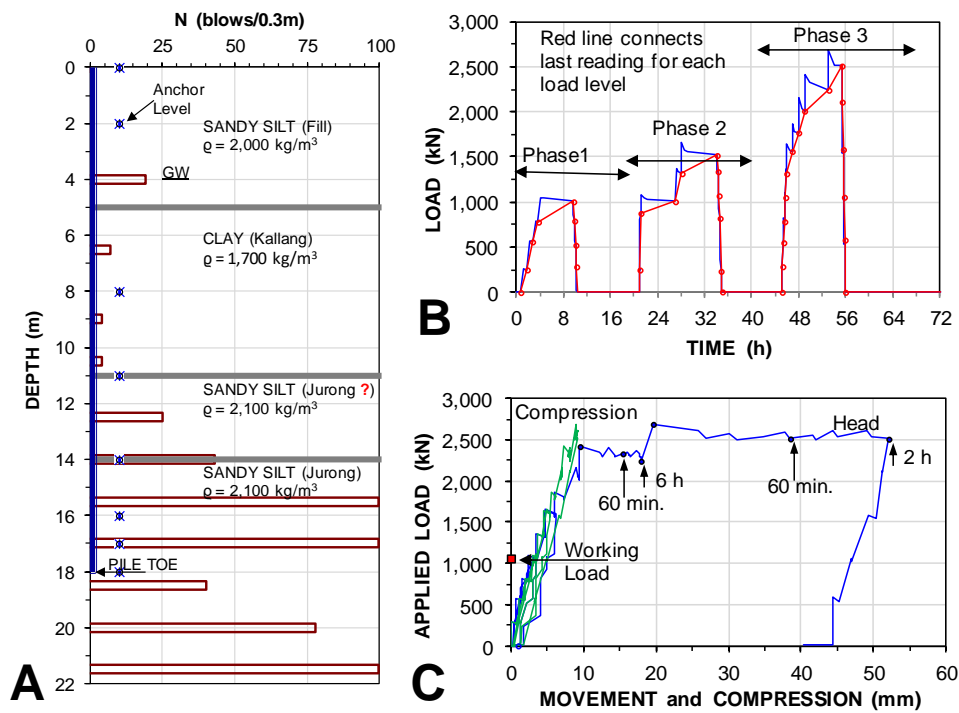 N (blows/0.3m)
0 25 50 75 100
0
2
4
6
8
10
12
14
16
18
20
22
DEPTH (m)
Anchor
Level
SANDY SILT (Fill)
ϱ = 2,000 kg/m³
GW
CLAY (Kallang)
ϱ = 1,700 kg/m³
SANDY SILT (Jurong ?)
ϱ = 2,100 kg/m³
SANDY SILT (Jurong)
ϱ = 2,100 kg/m³
PILE TOE
A
3,000
2,500
2,000
1,500
1,000
500
0
LOAD (kN)
Red line connects
last reading for each
load level
Phase1
Phase 2
Phase 3
0 8 16 24 32 40 48 56 64 72
TIME (h)
B
3,000
2,500
2,000
1,500
1,000
500
0
APPLIED LOAD (kN)
Compression
Head
60 min.
6 h
60 min.
2 h
Working
Load
0 10 20 30 40 50 60
MOVEMENT and COMPRESSION (mm)
C